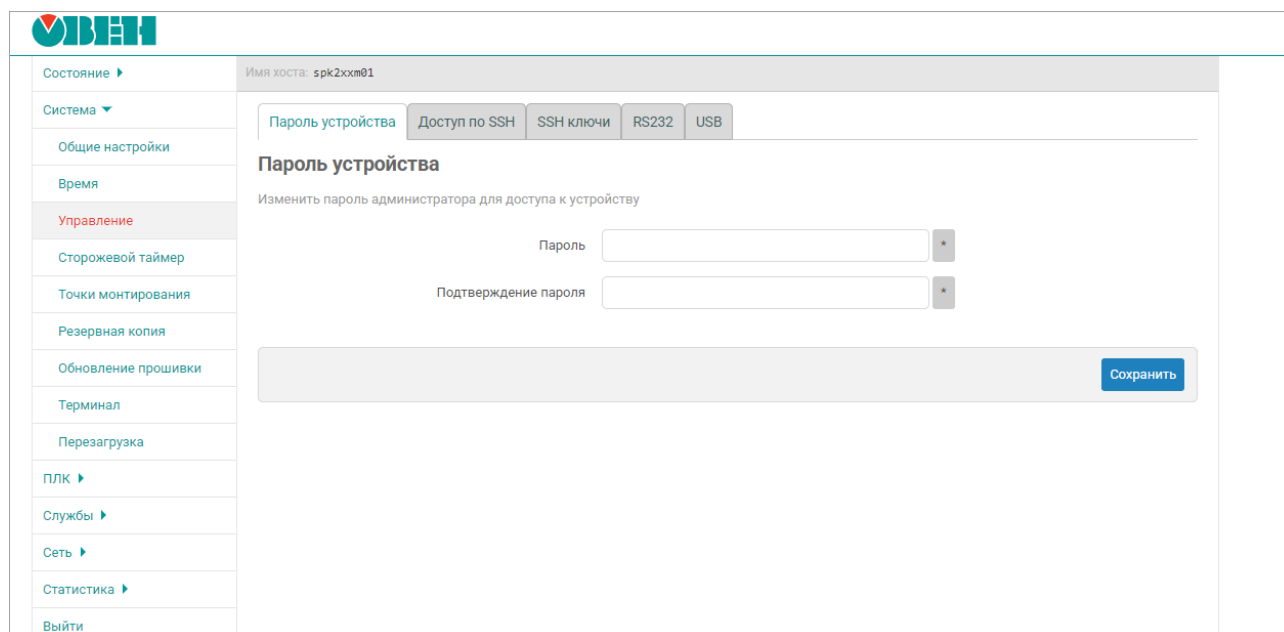 ОВЕН
Состояние
Имя хоста: spk2xxm01
Система
Пароль устройства Доступ по SSH SSH ключи RS232 USB
Общие настройки
Пароль устройства
Время
Изменить пароль администратора для доступа к устройству
Управление
Пароль *
Сторожевой таймер
Точки монтирования
Подтверждение пароля *
Резервная копия
Обновление прошивки
Сохранить
Терминал
Перезагрузка
ПЛК
Службы
Сеть
Статистика
Выйти